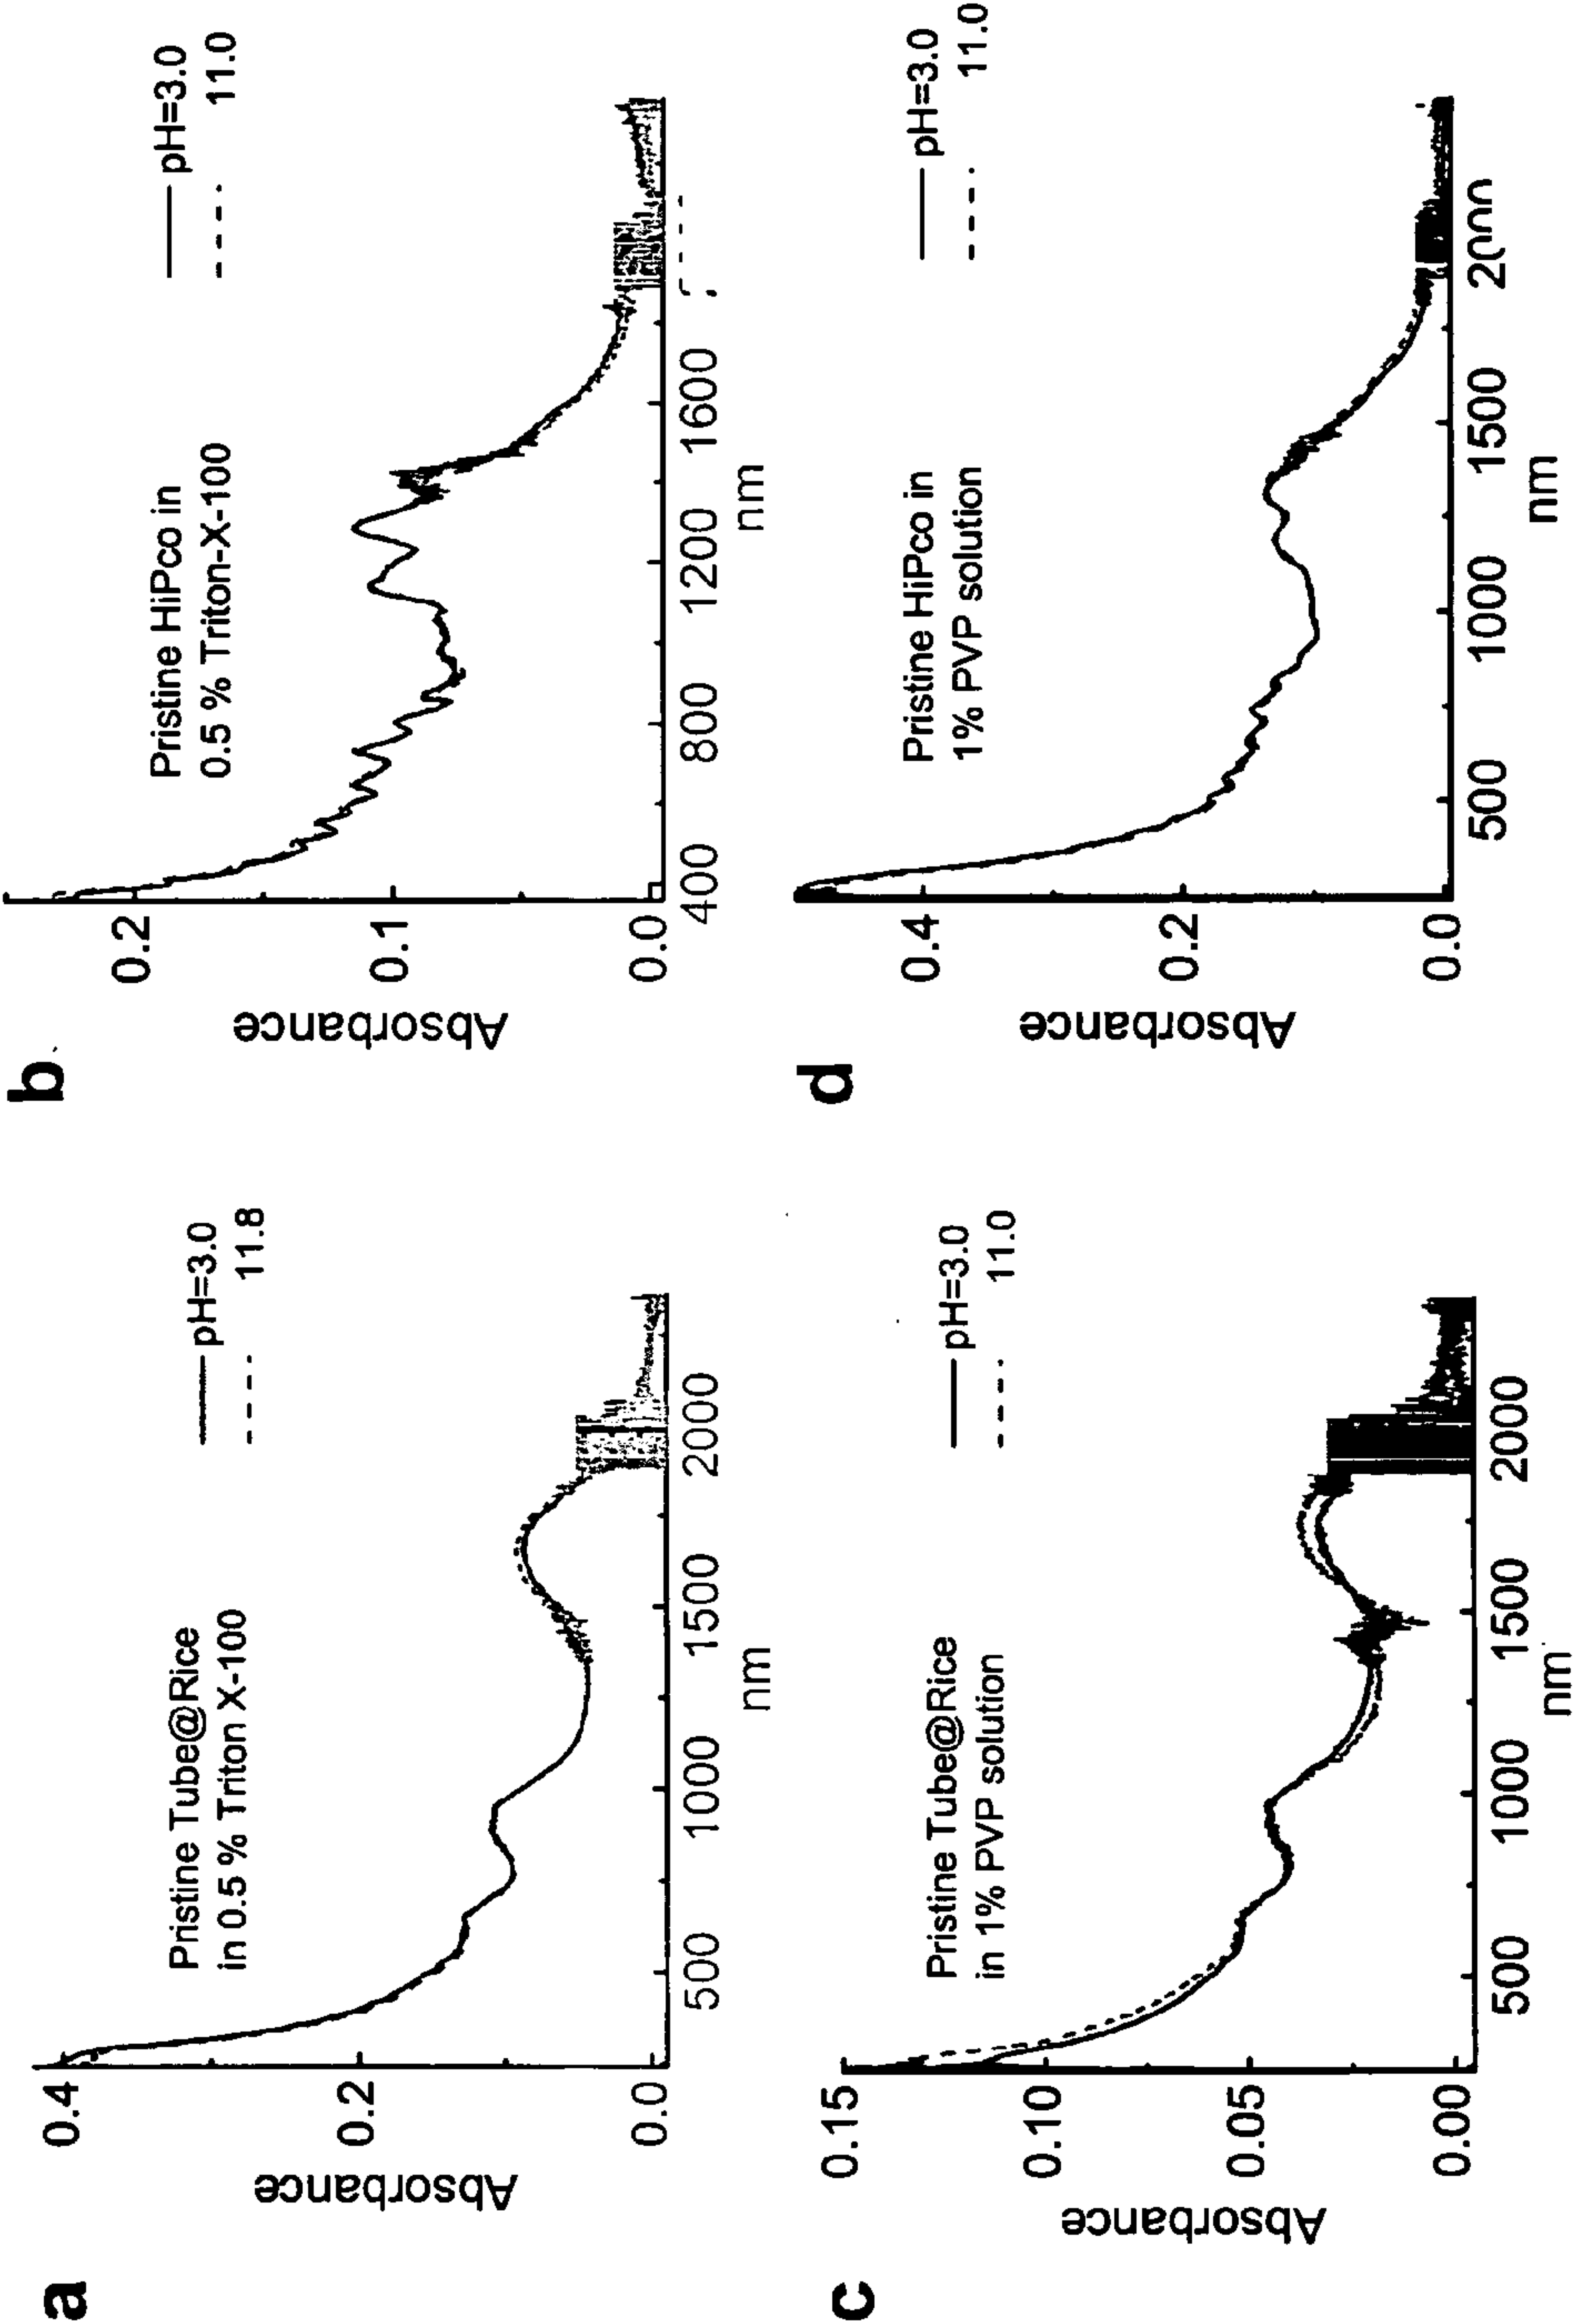 a
Absorbance
0.4
0.2
0.0
Pristine Tube@Rice
in 0.5 % Triton X-100
pH=3.0
11.8
500
1000
1500
2000
nm
b
Absorbance
0.2
0.1
0.0
Pristine HiPco in
0.5 % Triton-X-100
pH=3.0
11.0
400
800
1200
1600
nm
c
Absorbance
0.15
0.10
0.05
0.00
Pristine Tube@Rice
in 1% PVP solution
pH=3.0
11.0
500
1000
1500
2000
nm
d
Absorbance
0.4
0.2
0.0
Pristine HiPco in
1% PVP solution
pH=3.0
11.0
500
1000
1500
2000
nm